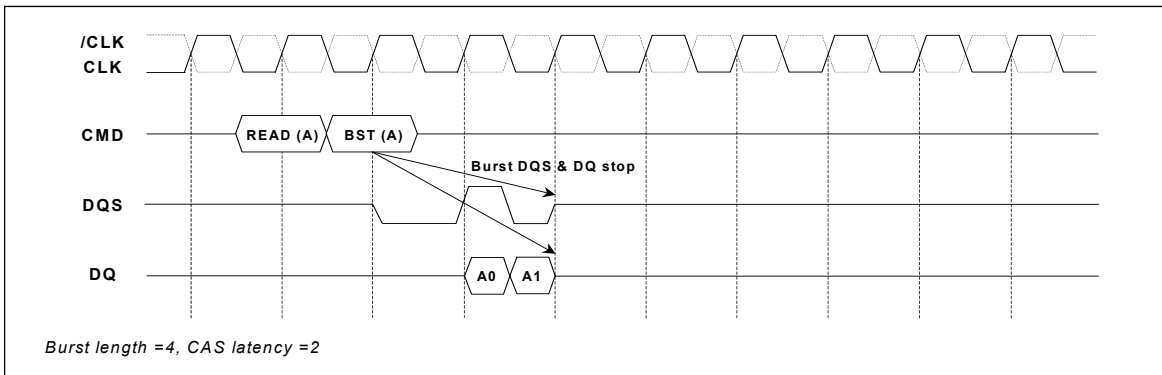 /CLK
CLK
CMD
READ (A)
BST (A)
Burst DQS & DQ stop
DQS
DQ
A0
A1
Burst length =4, CAS latency =2